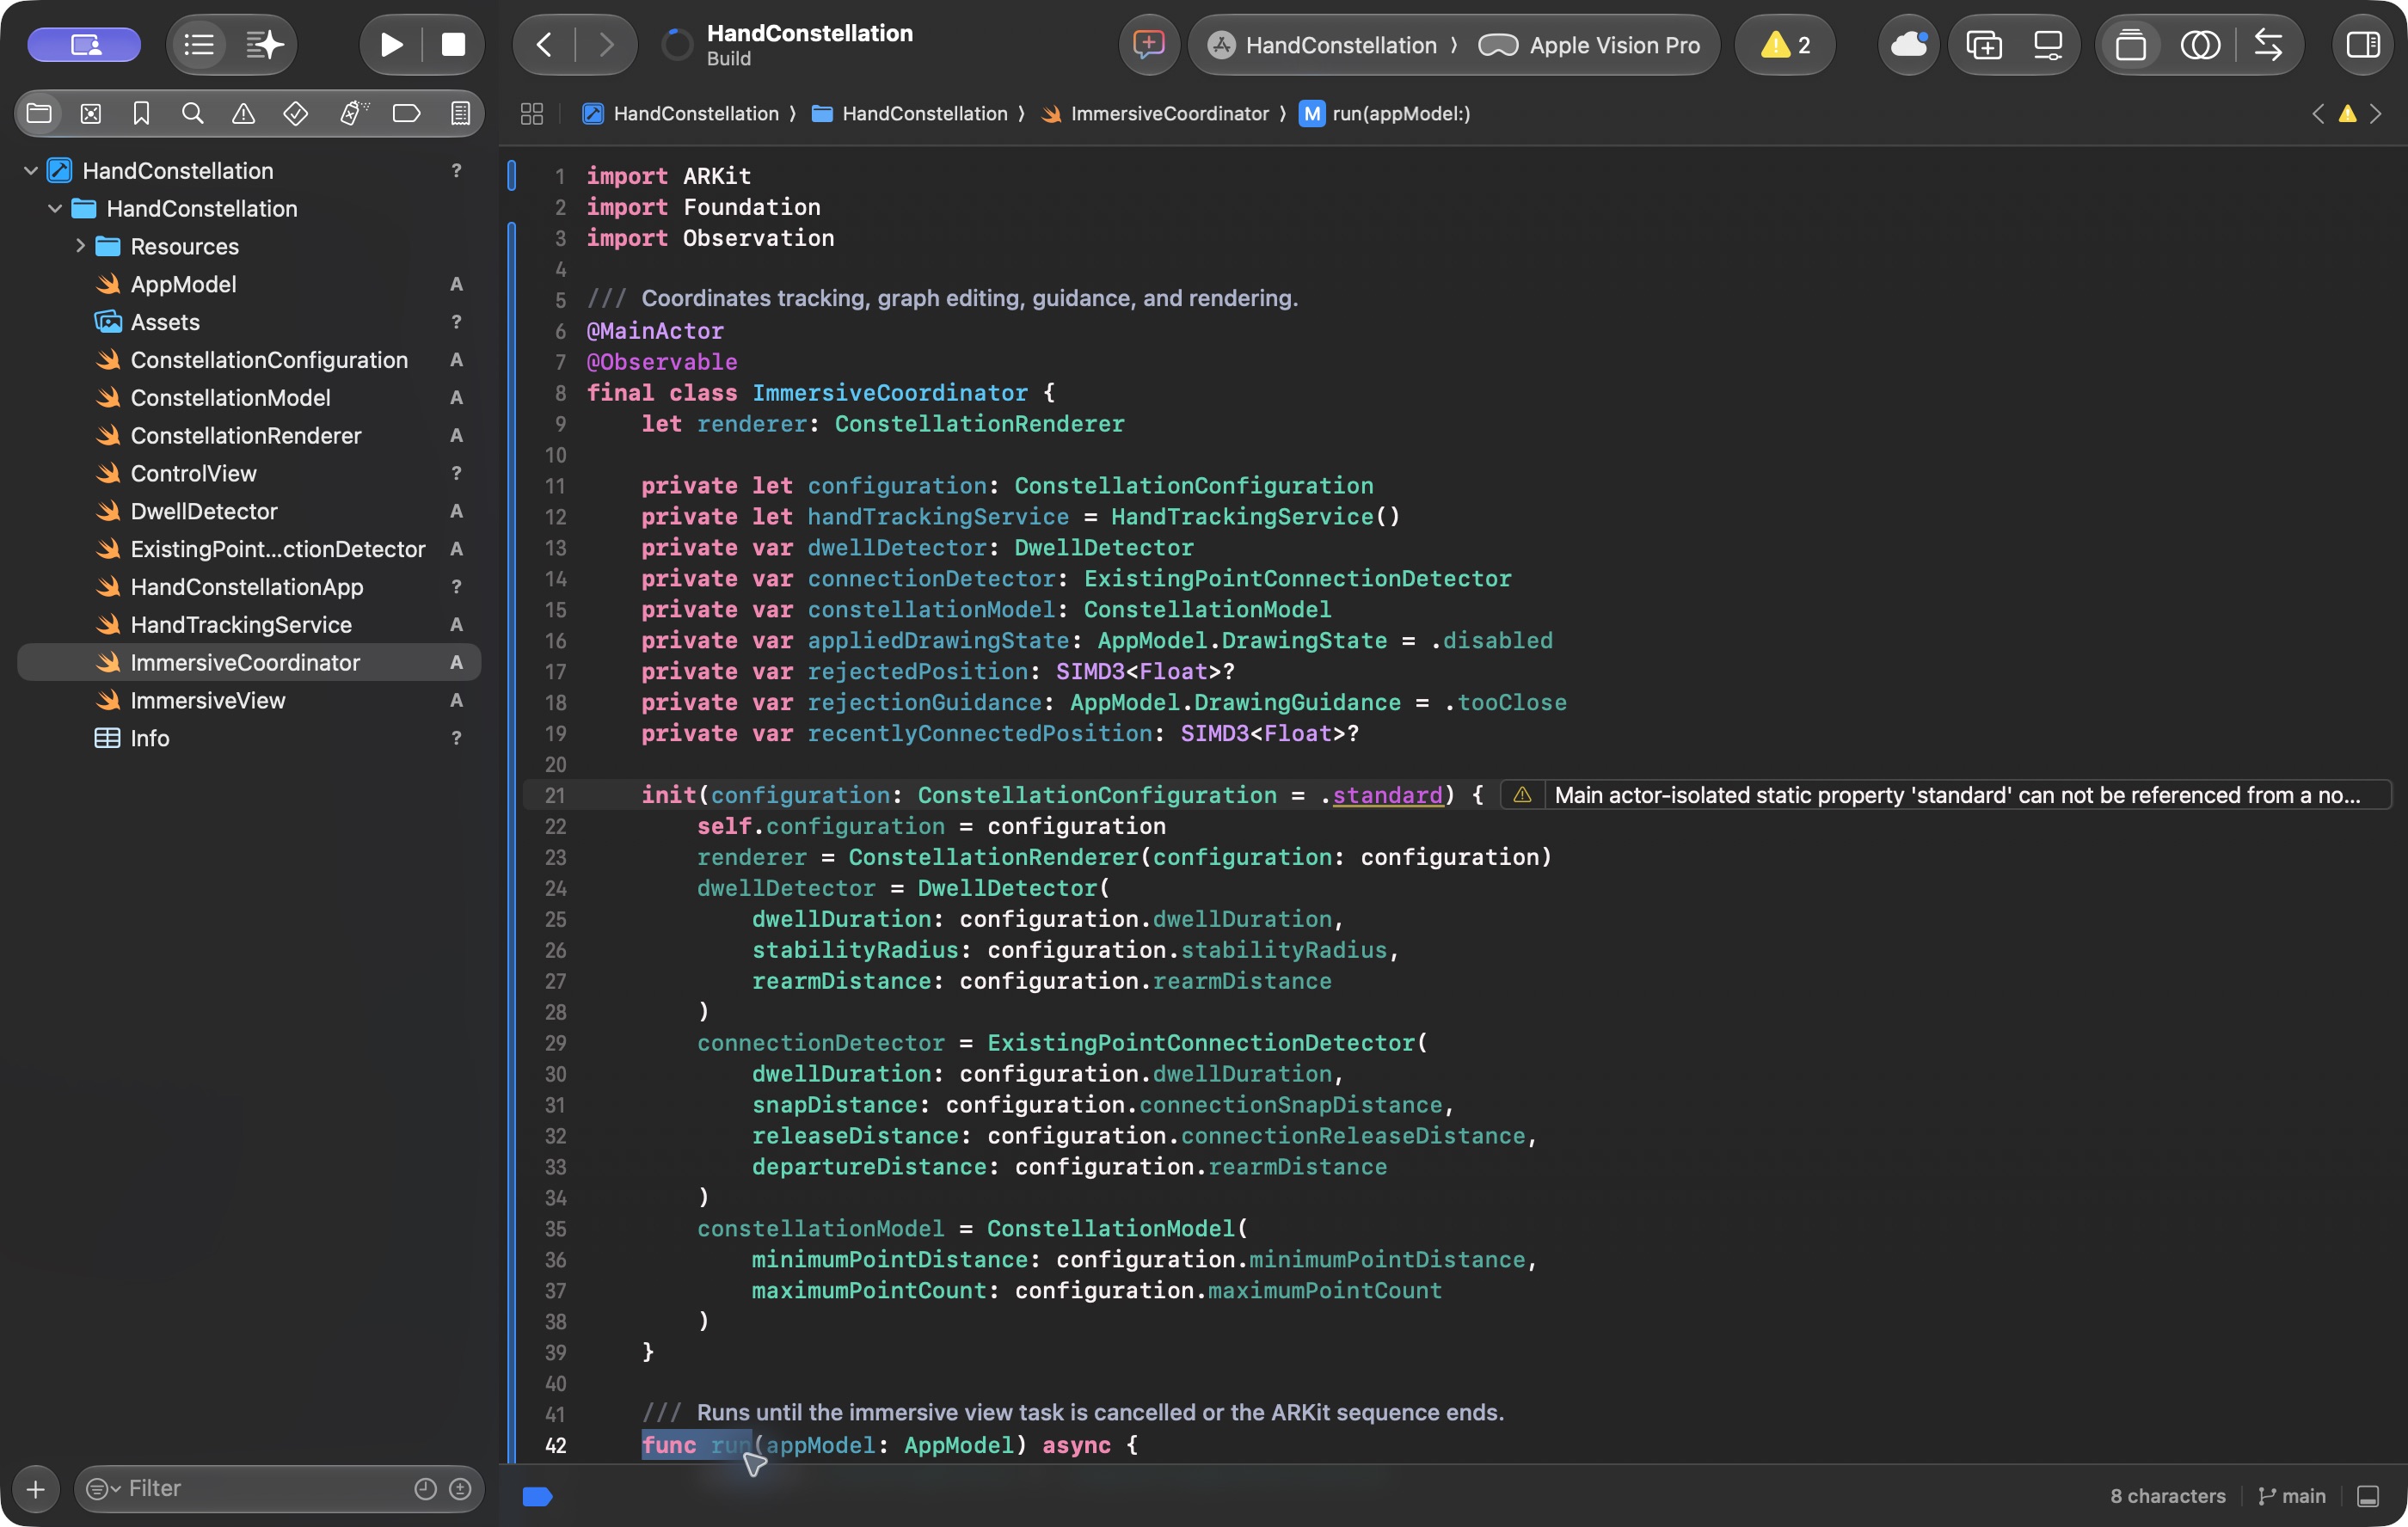 HandConstellation
Build
HandConstellation 〉 Apple Vision Pro
2
HandConstellation 〉 HandConstellation 〉 ImmersiveCoordinator 〉 M run(appModel:)
HandConstellation ?
HandConstellation
Resources
AppModel A
Assets ?
ConstellationConfiguration A
ConstellationModel A
ConstellationRenderer A
ControlView ?
DwellDetector A
ExistingPoint...ctionDetector A
HandConstellationApp ?
HandTrackingService A
ImmersiveCoordinator A
ImmersiveView A
Info ?
Filter
1 import ARKit
2 import Foundation
3 import Observation
4
5 /// Coordinates tracking, graph editing, guidance, and rendering.
6 @MainActor
7 @Observable
8 final class ImmersiveCoordinator {
9 let renderer: ConstellationRenderer
10
11 private let configuration: ConstellationConfiguration
12 private let handTrackingService = HandTrackingService()
13 private var dwellDetector: DwellDetector
14 private var connectionDetector: ExistingPointConnectionDetector
15 private var constellationModel: ConstellationModel
16 private var appliedDrawingState: AppModel.DrawingState = .disabled
17 private var rejectedPosition: SIMD3<Float>?
18 private var rejectionGuidance: AppModel.DrawingGuidance = .tooClose
19 private var recentlyConnectedPosition: SIMD3<Float>?
20
21 init(configuration: ConstellationConfiguration = .standard) { Main actor-isolated static property 'standard' can not be referenced from a no...
22 self.configuration = configuration
23 renderer = ConstellationRenderer(configuration: configuration)
24 dwellDetector = DwellDetector(
25 dwellDuration: configuration.dwellDuration,
26 stabilityRadius: configuration.stabilityRadius,
27 rearmDistance: configuration.rearmDistance
28 )
29 connectionDetector = ExistingPointConnectionDetector(
30 dwellDuration: configuration.dwellDuration,
31 snapDistance: configuration.connectionSnapDistance,
32 releaseDistance: configuration.connectionReleaseDistance,
33 departureDistance: configuration.rearmDistance
34 )
35 constellationModel = ConstellationModel(
36 minimumPointDistance: configuration.minimumPointDistance,
37 maximumPointCount: configuration.maximumPointCount
38 )
39 }
40
41 /// Runs until the immersive view task is cancelled or the ARKit sequence ends.
42 func run(appModel: AppModel) async {
8 characters main